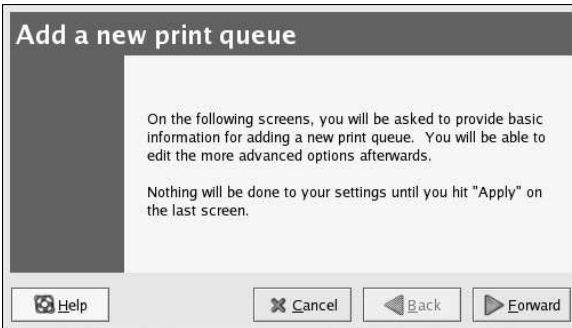 Add a new print queue
On the following screens, you will be asked to provide basic
information for adding a new print queue. You will be able to
edit the more advanced options afterwards.
Nothing will be done to your settings until you hit "Apply" on
the last screen.
Help
Cancel
Back
Forward